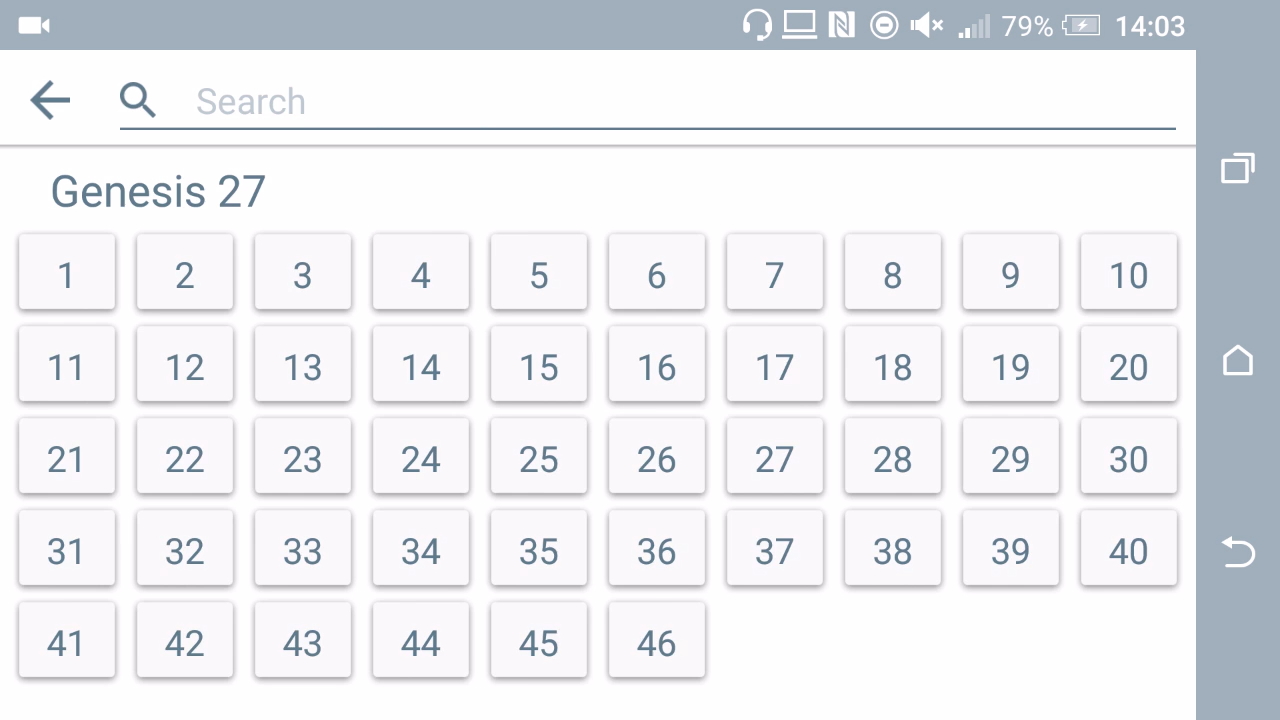 79% 14:03
Search
Genesis 27
1 2 3 4 5 6 7 8 9 10
11 12 13 14 15 16 17 18 19 20
21 22 23 24 25 26 27 28 29 30
31 32 33 34 35 36 37 38 39 40
41 42 43 44 45 46